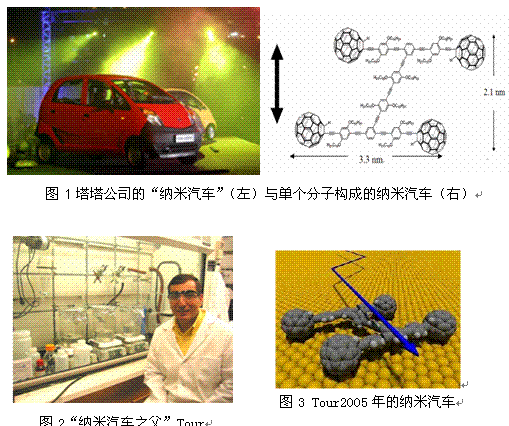 2.1 nm
3.3 nm.
图 1 塔塔公司的“纳米汽车”（左）与单个分子构成的纳米汽车（右）
图 2“纳米汽车之父”Tour
图 3 Tour2005 年的纳米汽车